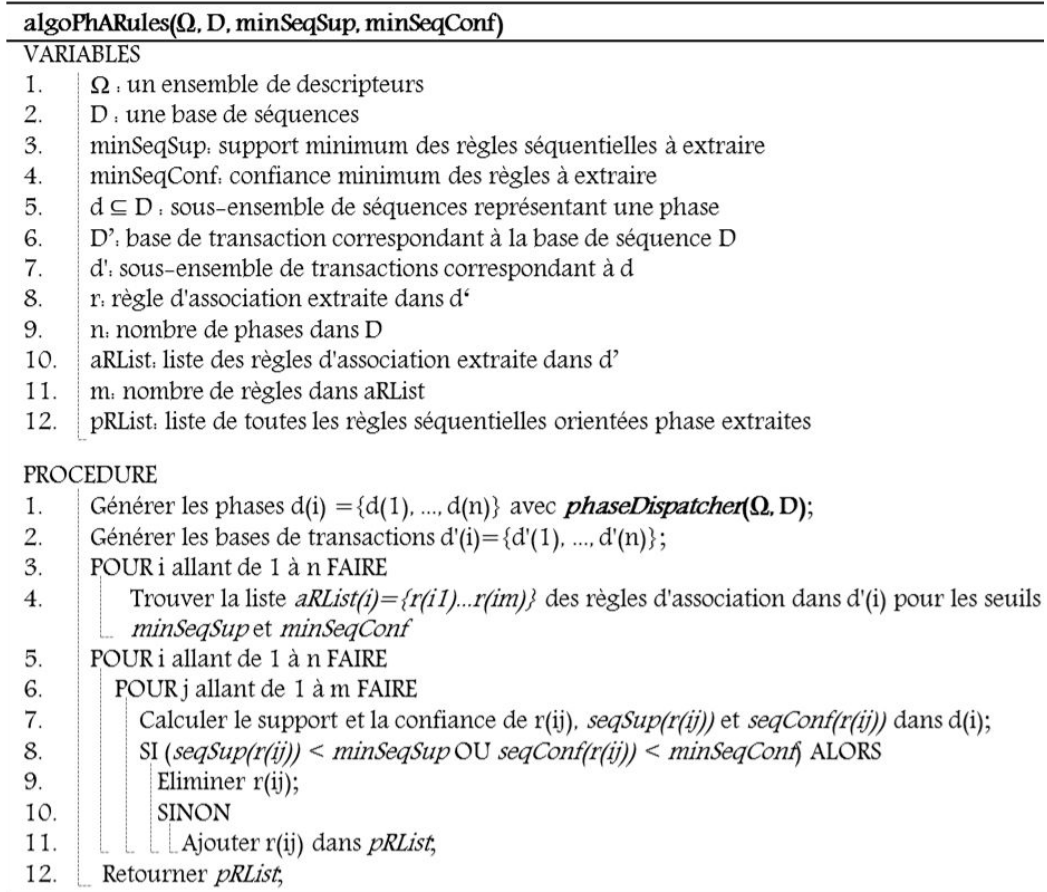 algoPhARules(Ω, D, minSeqSup, minSeqConf)
VARIABLES
1. Ω : un ensemble de descripteurs
2. D : une base de séquences
3. minSeqSup: support minimum des règles séquentielles à extraire
4. minSeqConf: confiance minimum des règles à extraire
5. d ⊆ D : sous-ensemble de séquences représentant une phase
6. D’: base de transaction correspondant à la base de séquence D
7. d': sous-ensemble de transactions correspondant à d
8. r: règle d'association extraite dans d‘
9. n: nombre de phases dans D
10. aRList: liste des règles d'association extraite dans d’
11. m: nombre de règles dans aRList
12. pRList: liste de toutes les règles séquentielles orientées phase extraites
PROCEDURE
1. Générer les phases d(i) ={d(1), ..., d(n)} avec phaseDispatcher(Ω, D);
2. Générer les bases de transactions d'(i)={d'(1), ..., d'(n)};
3. POUR i allant de 1 à n FAIRE
4. Trouver la liste aRList(i)={r(i1)...r(im)} des règles d'association dans d'(i) pour les seuils
minSeqSup et minSeqConf
5. POUR i allant de 1 à n FAIRE
6. POUR j allant de 1 à m FAIRE
7. Calculer le support et la confiance de r(ij), seqSup(r(ij)) et seqConf(r(ij)) dans d(i);
8. SI (seqSup(r(ij)) < minSeqSup OU seqConf(r(ij)) < minSeqConf) ALORS
9. Eliminer r(ij);
10. SINON
11. Ajouter r(ij) dans pRList;
12. Retourner pRList;